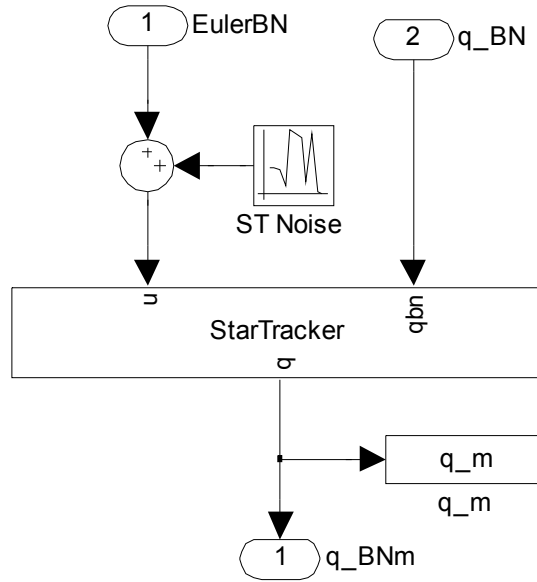 1 EulerBN
2 q_BN
+
+
ST Noise
u
qbn
StarTracker
q
q_m
q_m
1 q_BNm